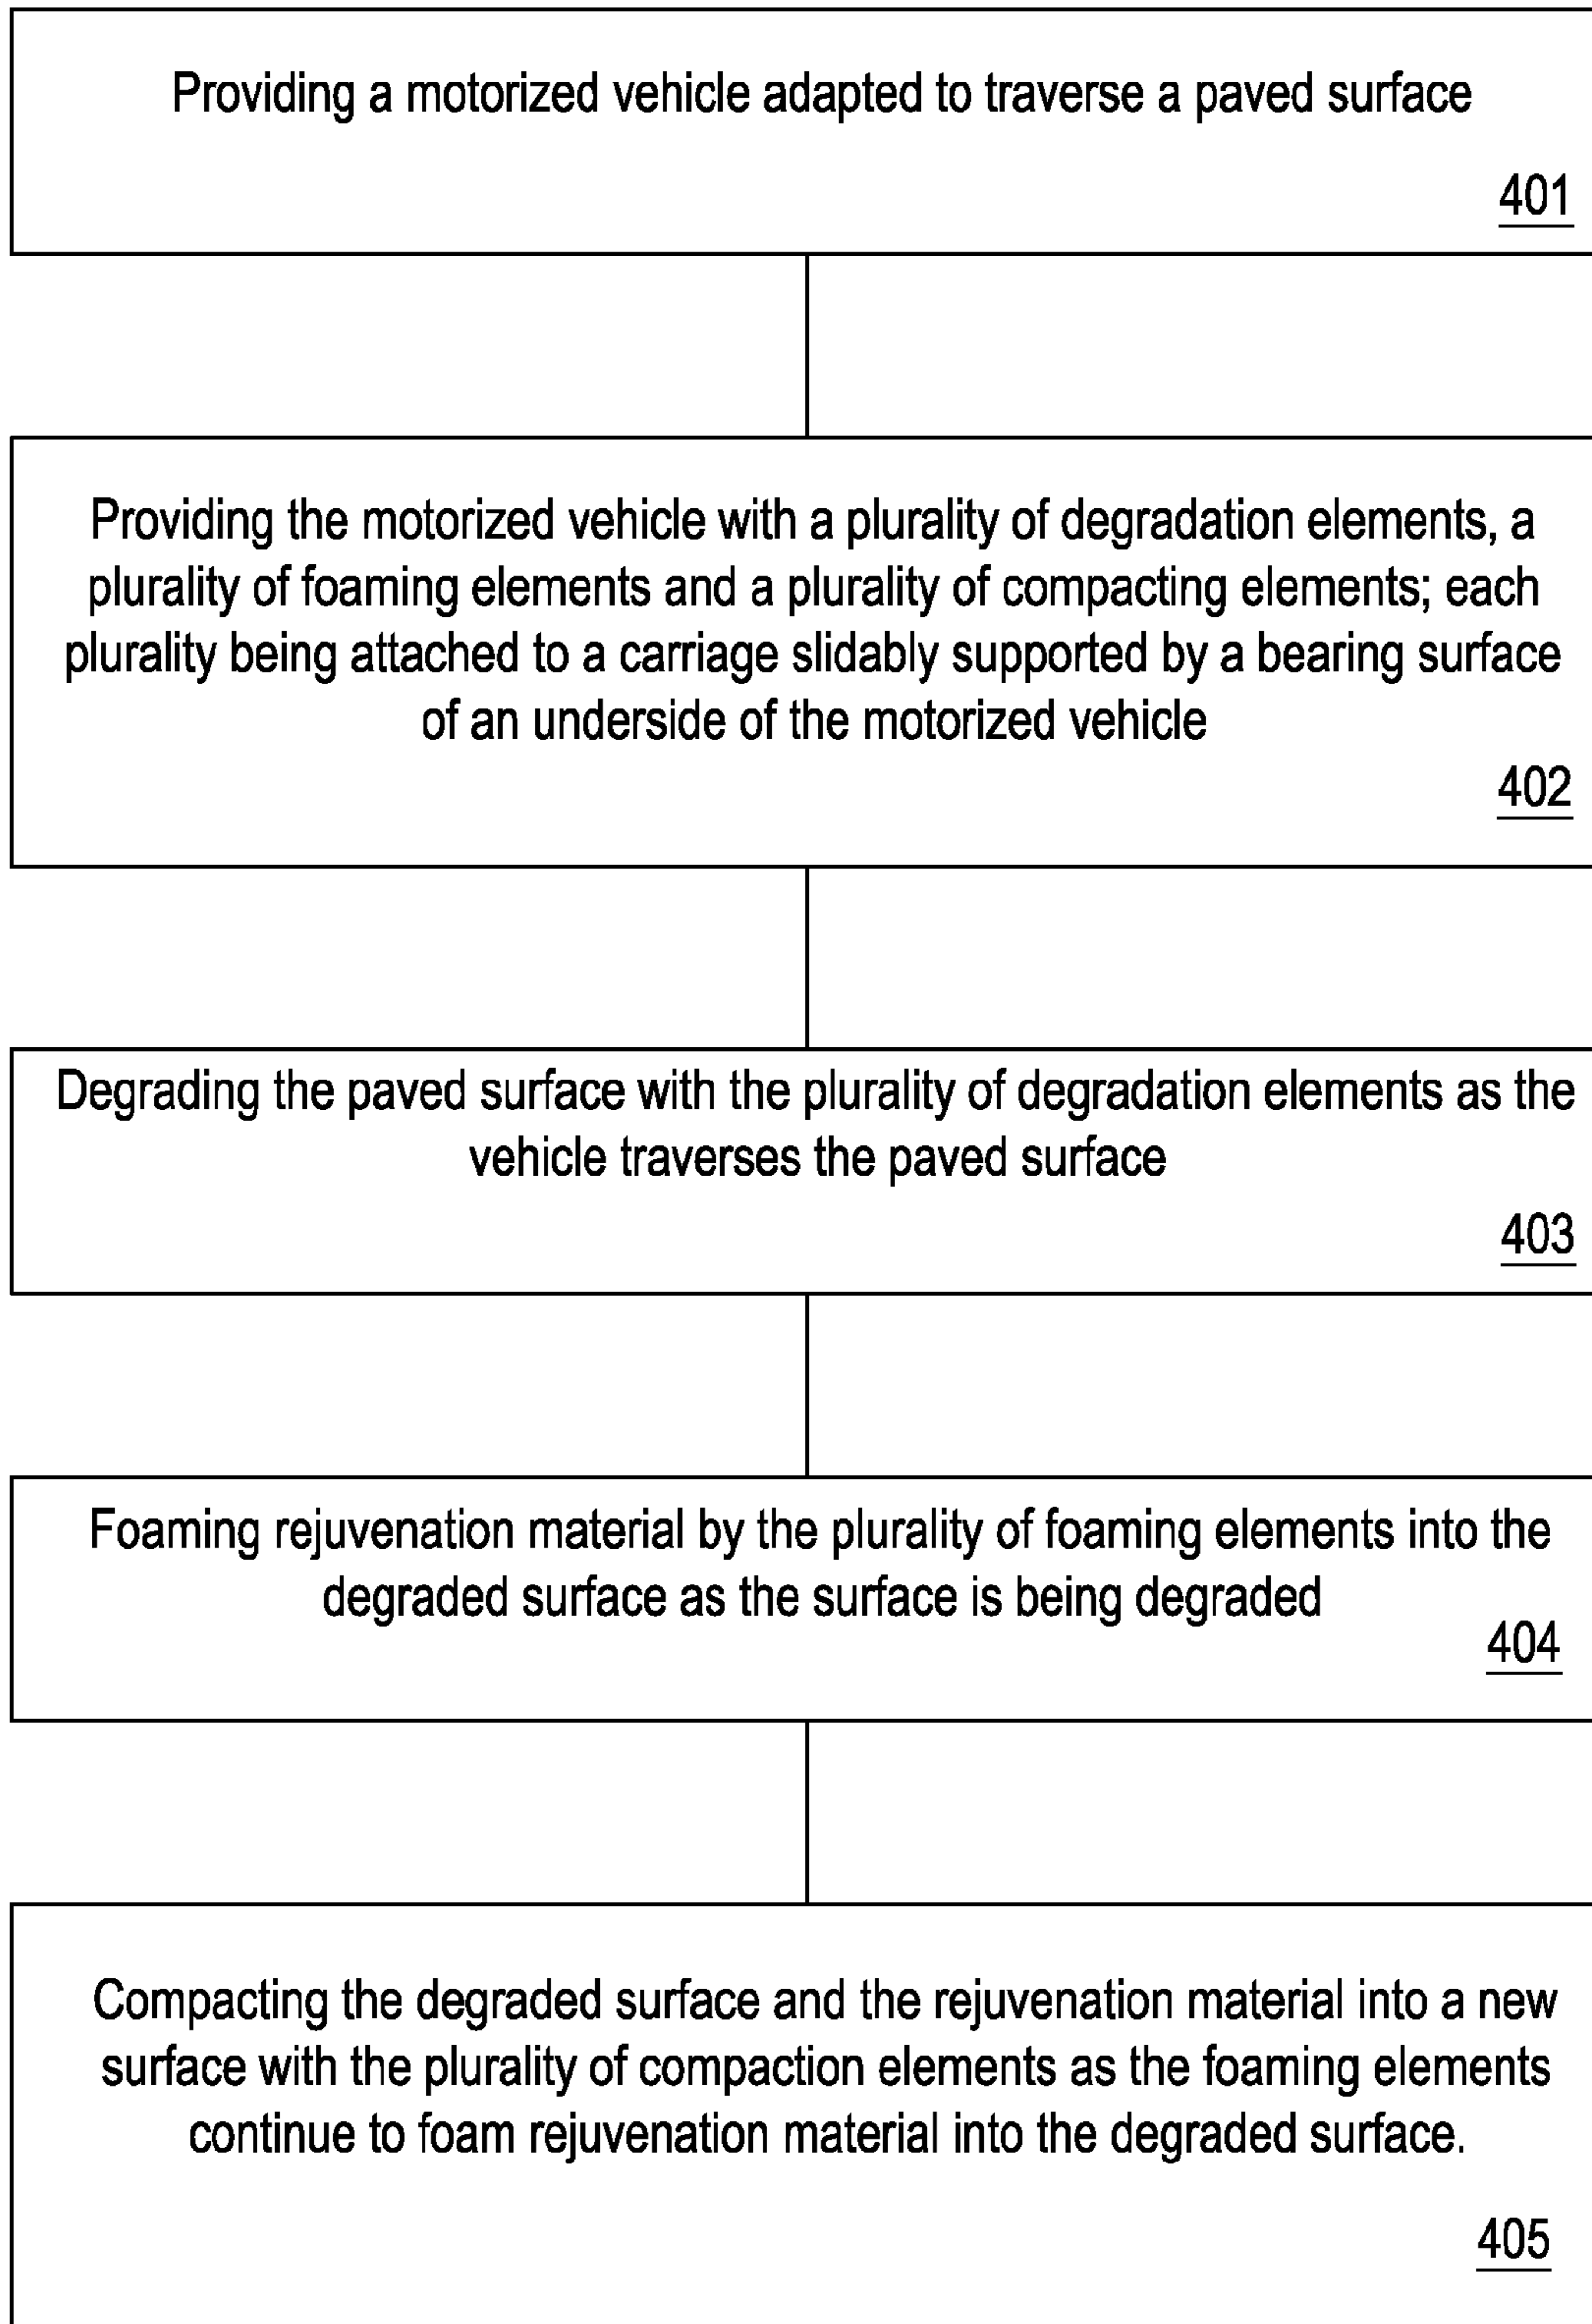 Providing a motorized vehicle adapted to traverse a paved surface
401
Providing the motorized vehicle with a plurality of degradation elements, a
plurality of foaming elements and a plurality of compacting elements; each
plurality being attached to a carriage slidably supported by a bearing surface
of an underside of the motorized vehicle
402
Degrading the paved surface with the plurality of degradation elements as the
vehicle traverses the paved surface
403
Foaming rejuvenation material by the plurality of foaming elements into the
degraded surface as the surface is being degraded
404
Compacting the degraded surface and the rejuvenation material into a new
surface with the plurality of compaction elements as the foaming elements
continue to foam rejuvenation material into the degraded surface.
405